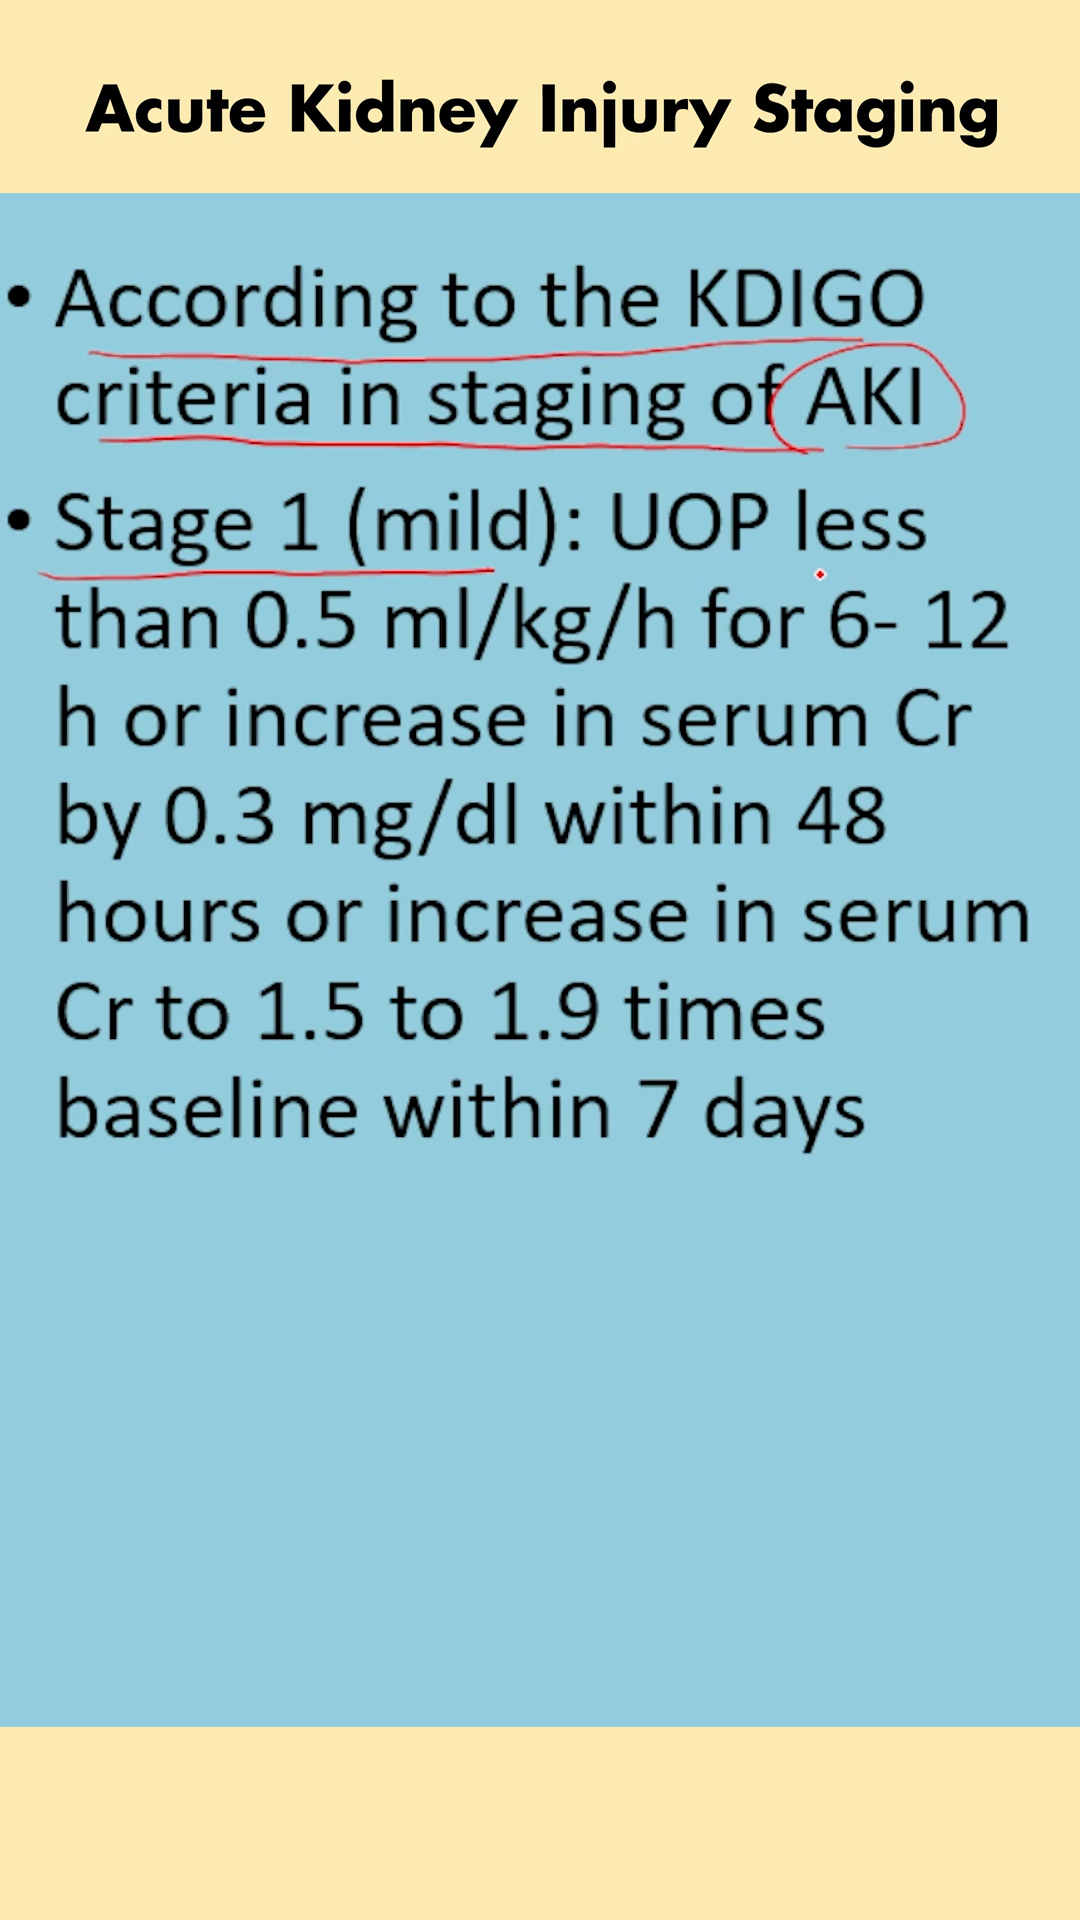 Acute Kidney Injury Staging
• According to the KDIGO
criteria in staging of AKI
• Stage 1 (mild): UOP less
than 0.5 ml/kg/h for 6- 12
h or increase in serum Cr
by 0.3 mg/dl within 48
hours or increase in serum
Cr to 1.5 to 1.9 times
baseline within 7 days